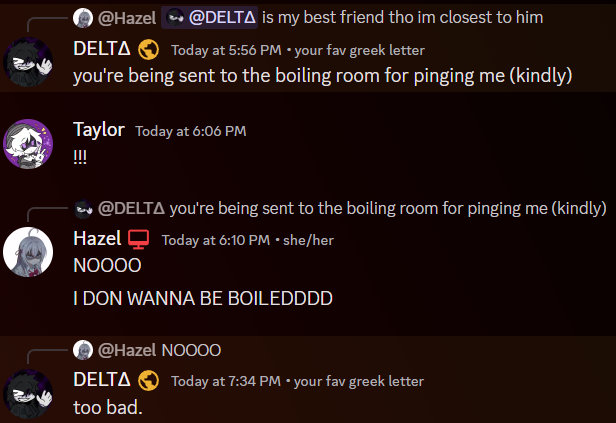 @Hazel @DELTΔ is my best friend tho im closest to him
DELTΔ Today at 5:56 PM • your fav greek letter
you're being sent to the boiling room for pinging me (kindly)
Taylor Today at 6:06 PM
!!!
@DELTΔ you're being sent to the boiling room for pinging me (kindly)
Hazel Today at 6:10 PM • she/her
NOOOO
I DON WANNA BE BOILEDDDD
@Hazel NOOOO
DELTΔ Today at 7:34 PM • your fav greek letter
too bad.